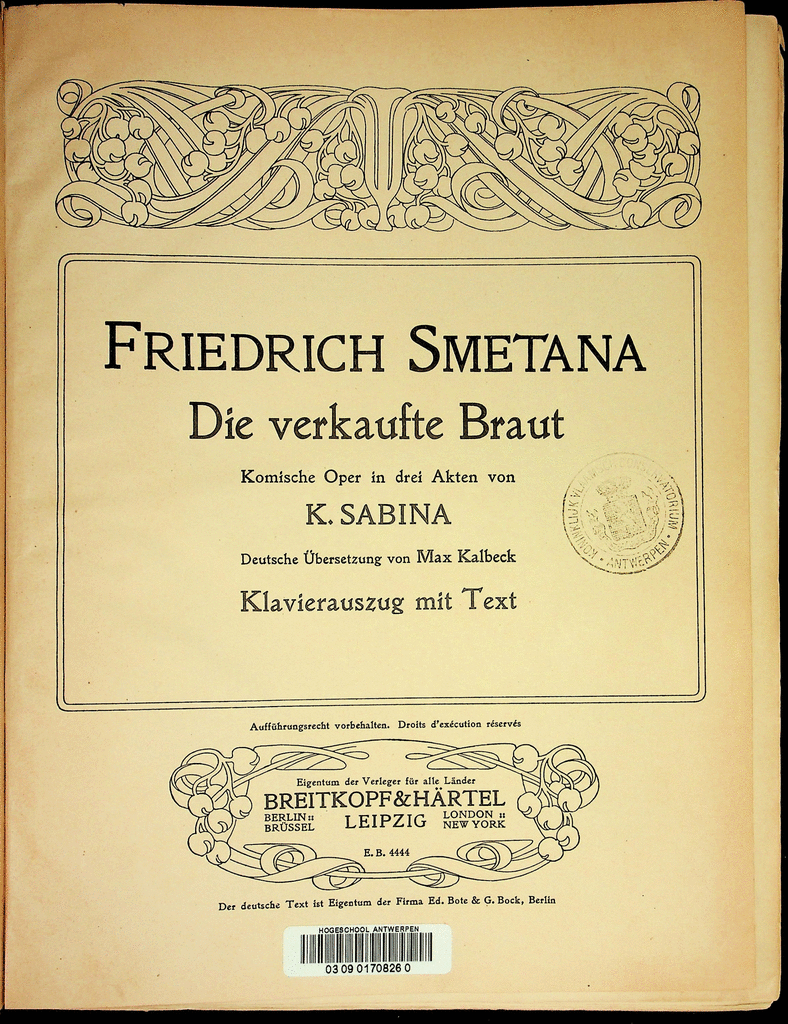 FRIEDRICH SMETANA
Die verkaufte Braut
Komische Oper in drei Akten von
K. SABINA
Deutsche Übersetzung von Max Kalbeck
Klavierauszug mit Text
KONINKLIJK VLAAMSCH CONSERVATORIUM
• ANTWERPEN •
Aufführungsrecht vorbehalten. Droits d'exécution réservés
Eigentum der Verleger für alle Länder
BREITKOPF & HÄRTEL
BERLIN :: LEIPZIG LONDON ::
BRÜSSEL NEW YORK
E. B. 4444
Der deutsche Text ist Eigentum der Firma Ed. Bote & G. Bock, Berlin
HOGESCHOOL ANTWERPEN
03 09 0170826 0